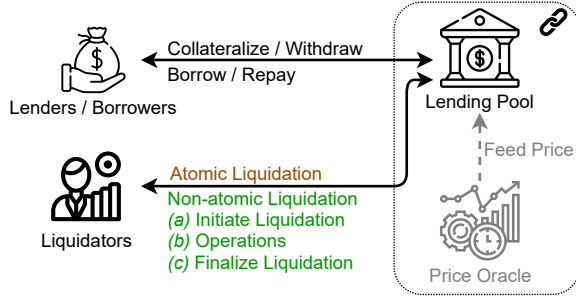 Collateralize / Withdraw
Borrow / Repay
Lenders / Borrowers
$
$
Lending Pool
Feed Price
Atomic Liquidation
Non-atomic Liquidation
(a) Initiate Liquidation
(b) Operations
(c) Finalize Liquidation
Liquidators
Price Oracle